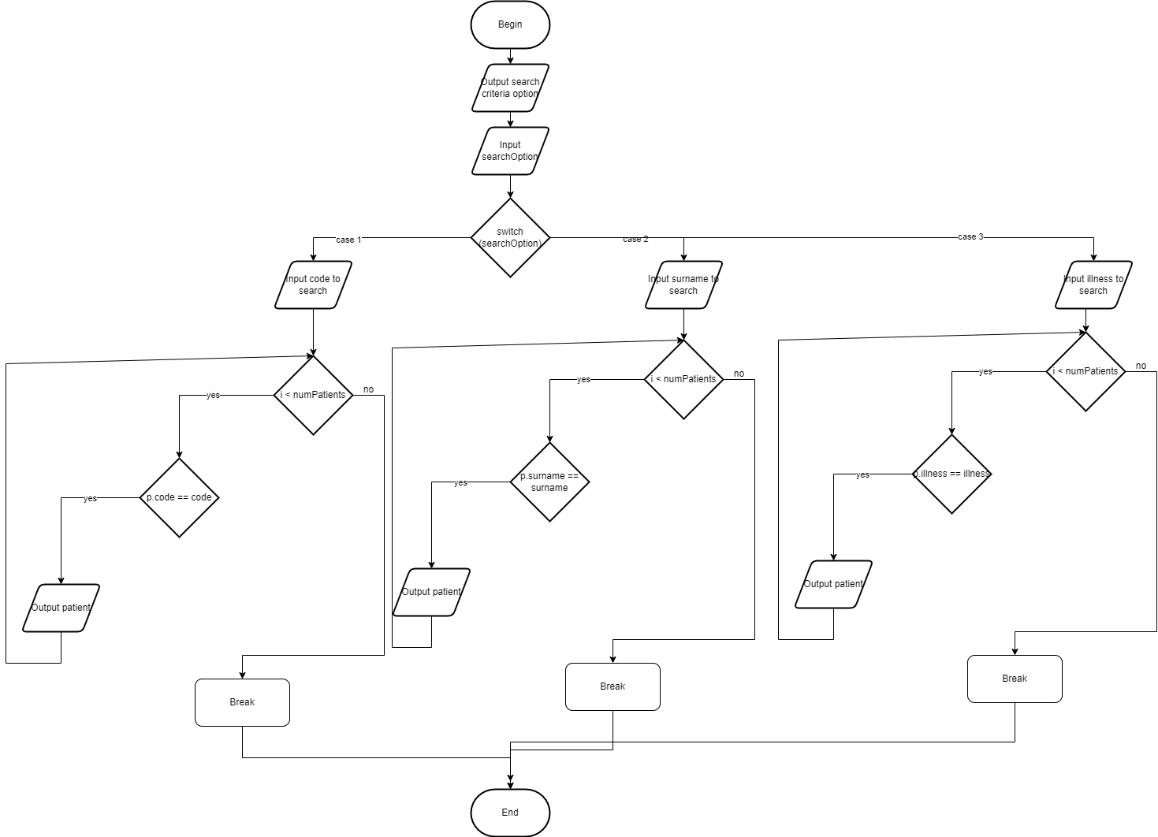 Begin
Output search
criteria option
Input
searchOption
switch
(searchOption)
case 1
case 2
case 3
Input code to
search
Input surname to
search
Input illness to
search
i < numPatients
no
yes
i < numPatients
no
yes
i < numPatients
no
yes
p.code == code
yes
p.surname ==
surname
yes
p.illness == illness
yes
Output patient
Output patient
Output patient
Break
Break
Break
End